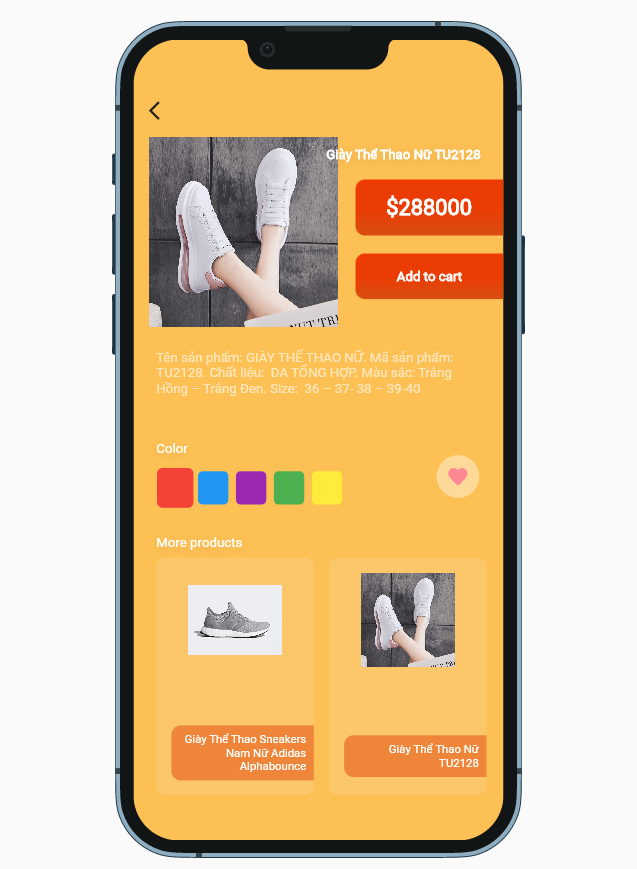 Giày Thể Thao Nữ TU2128
$288000
Add to cart
Tên sản phẩm: GIÀY THỂ THAO NỮ. Mã sản phẩm:
TU2128. Chất liệu:  DA TỔNG HỢP. Màu sắc: Trắng
Hồng – Trắng Đen. Size:  36 – 37- 38 – 39-40
Color
More products
Giày Thể Thao Sneakers
Nam Nữ Adidas
Alphabounce
Giày Thể Thao Nữ
TU2128